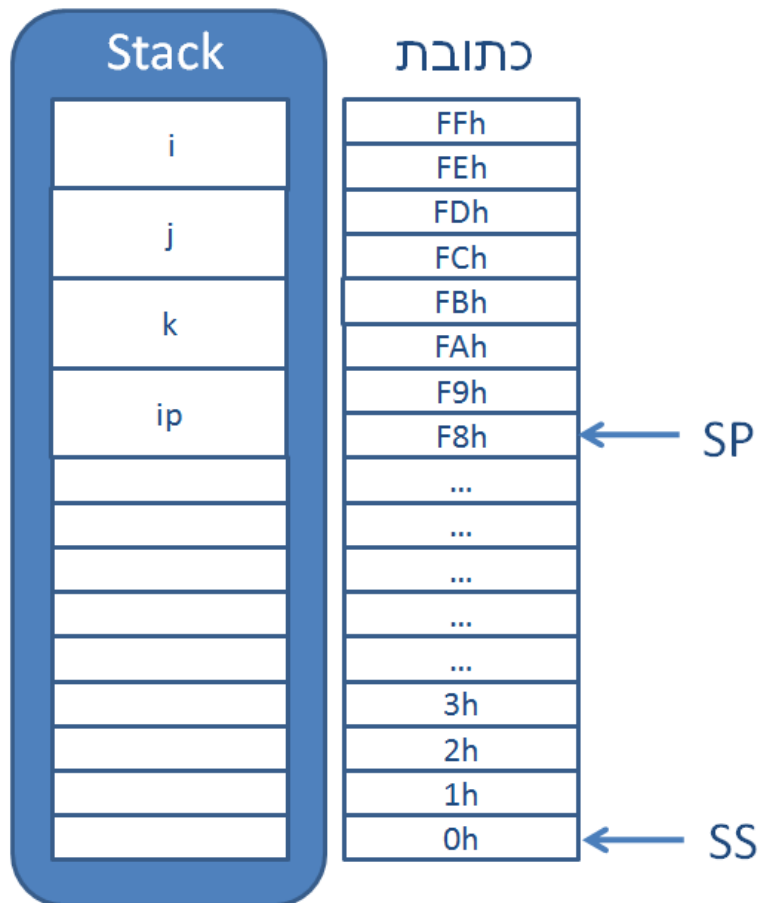 Stack כתובת
i FFh
FEh
j FDh
FCh
k FBh
FAh
ip F9h
F8h SP
...
...
...
...
...
3h
2h
1h
0h SS